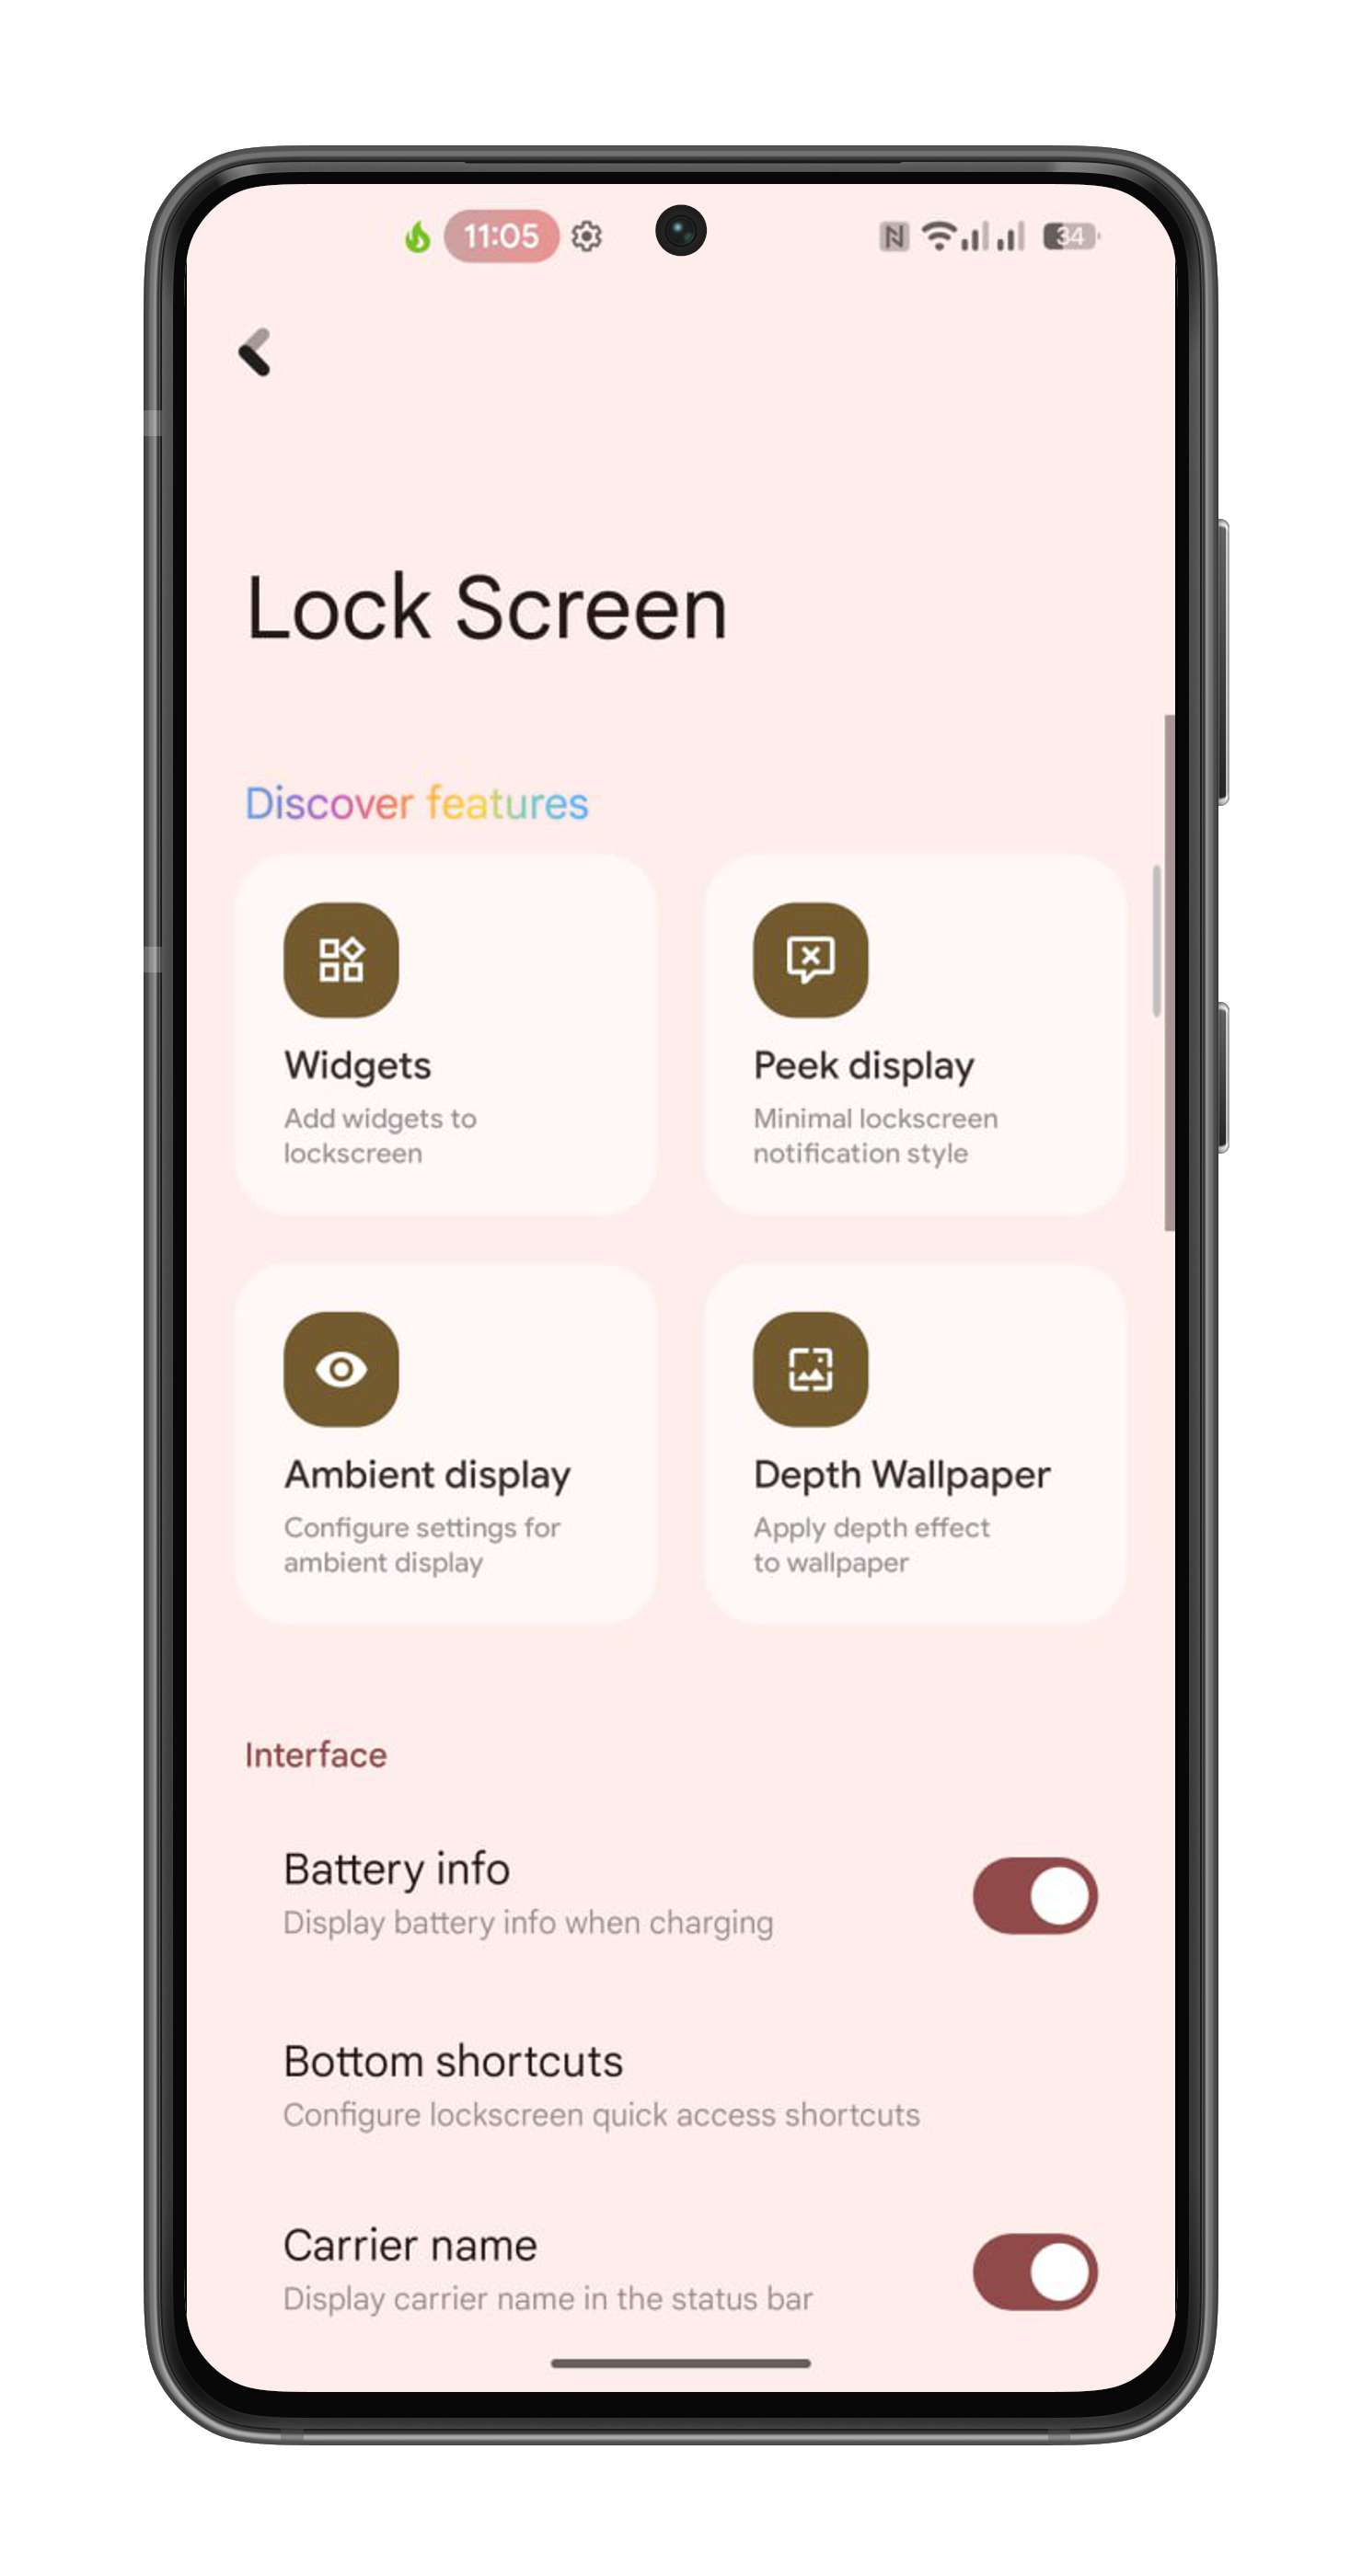 11:05
34
Lock Screen
Discover features
Widgets
Add widgets to
lockscreen
Peek display
Minimal lockscreen
notification style
Ambient display
Configure settings for
ambient display
Depth Wallpaper
Apply depth effect
to wallpaper
Interface
Battery info
Display battery info when charging
Bottom shortcuts
Configure lockscreen quick access shortcuts
Carrier name
Display carrier name in the status bar